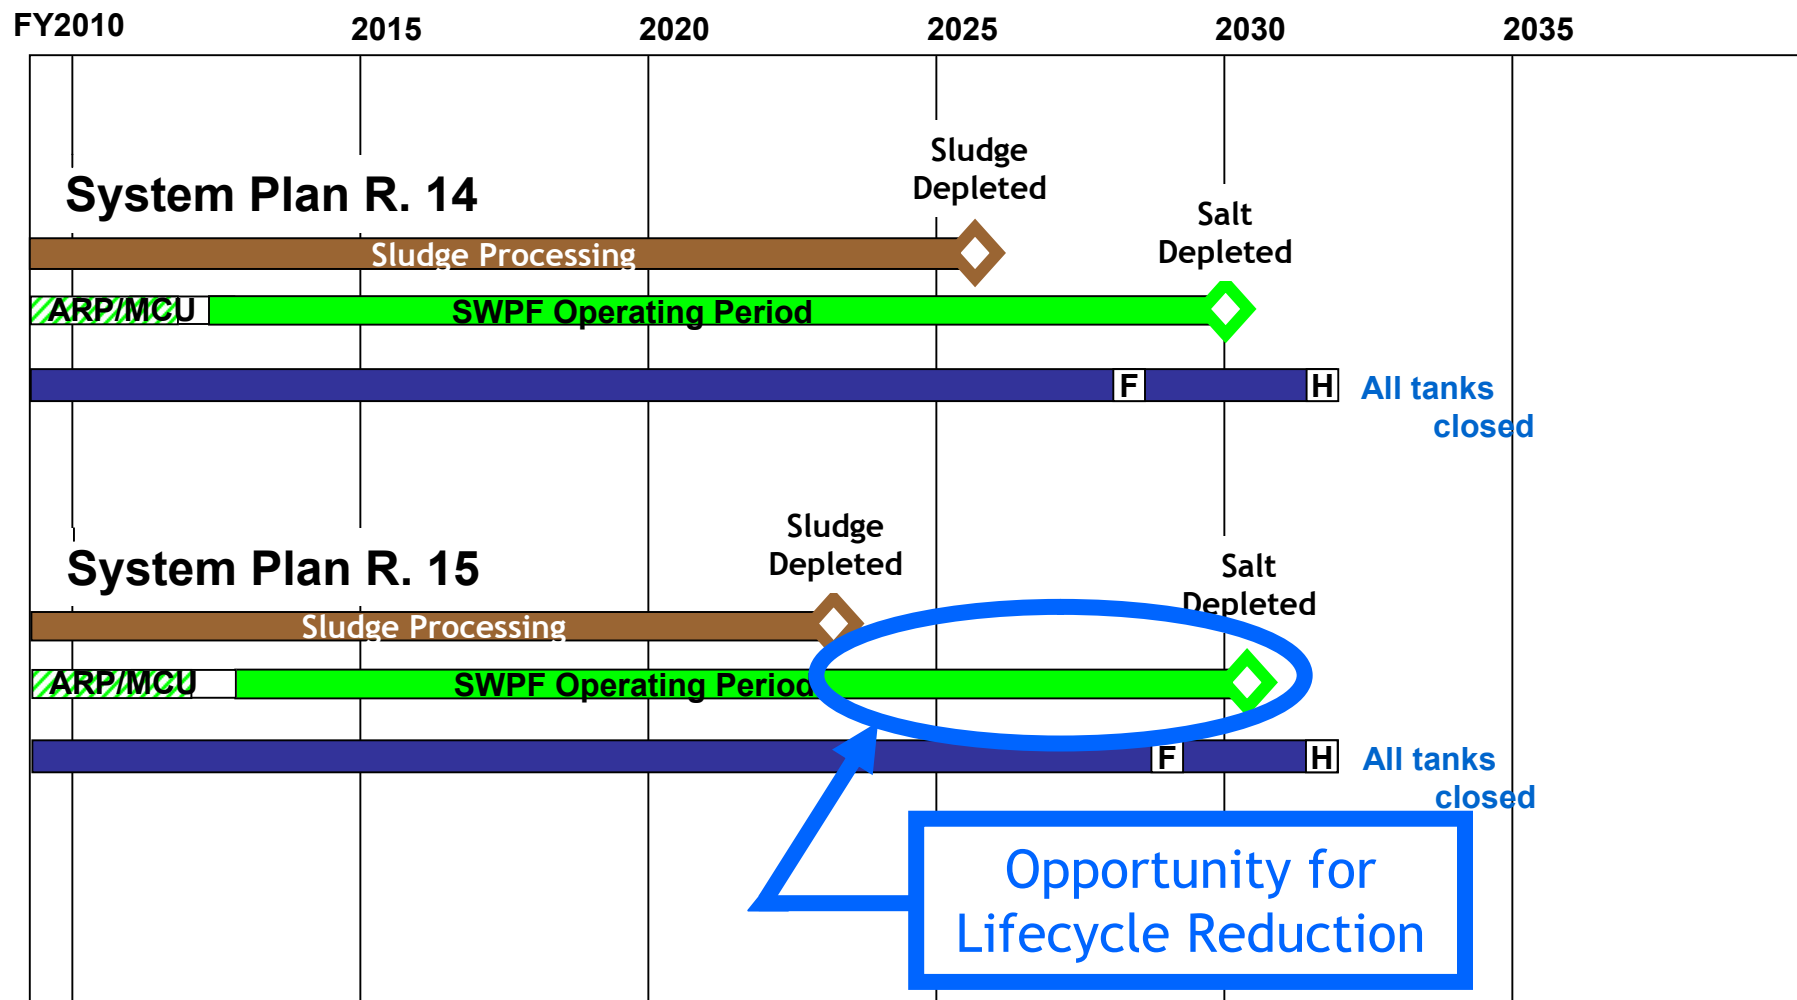 FY2010 2015 2020 2025 2030 2035
Sludge
Depleted
Salt
Depleted
System Plan R. 14
Sludge Processing
ARP/MCU SWPF Operating Period
F H All tanks
closed
Sludge
Depleted
Salt
Depleted
System Plan R. 15
Sludge Processing
ARP/MCU SWPF Operating Period
F H All tanks
closed
Opportunity for
Lifecycle Reduction